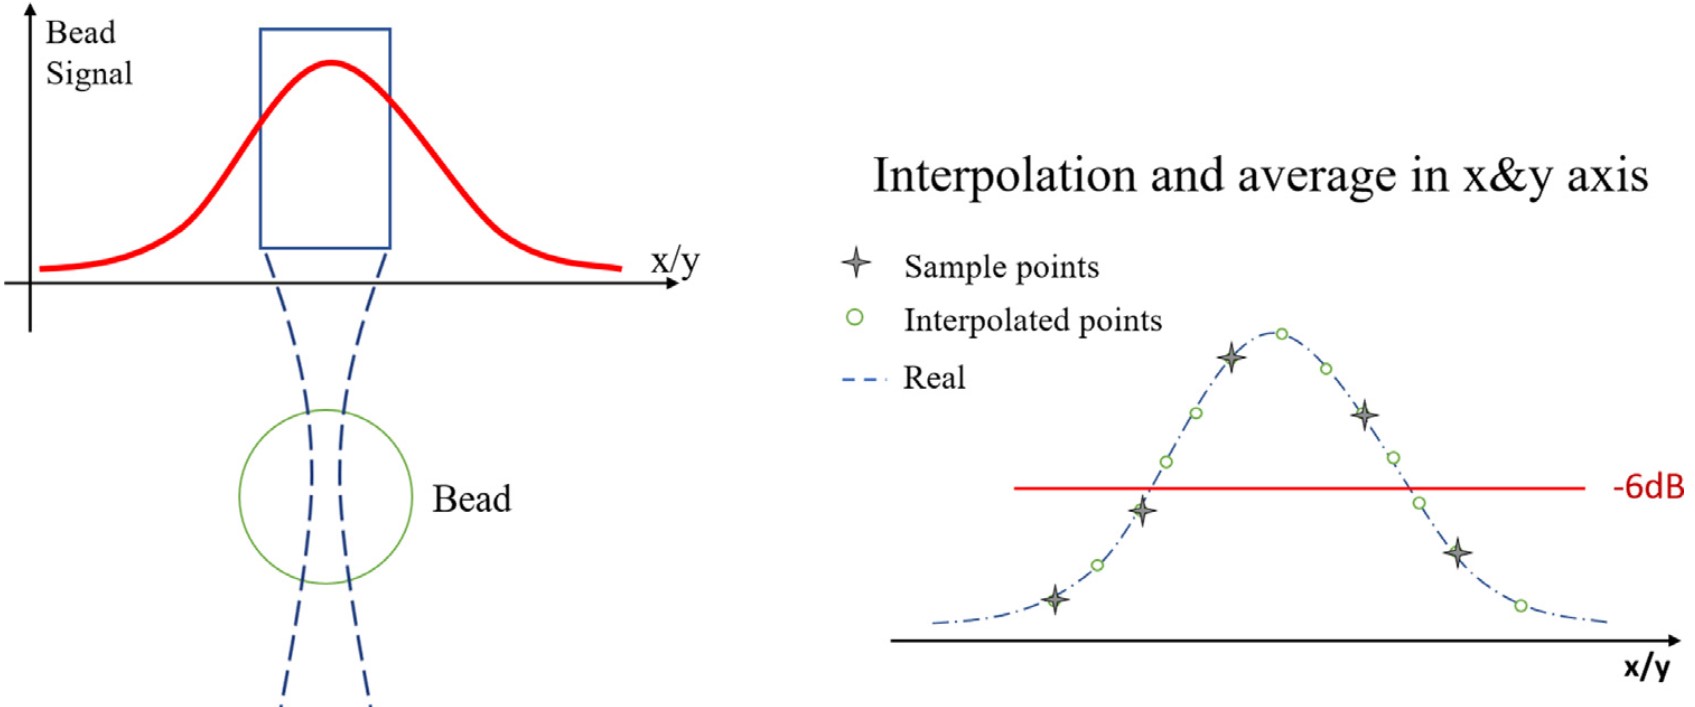 Bead
Signal
x/y
Bead
Interpolation and average in x&y axis
Sample points
Interpolated points
Real
-6dB
x/y